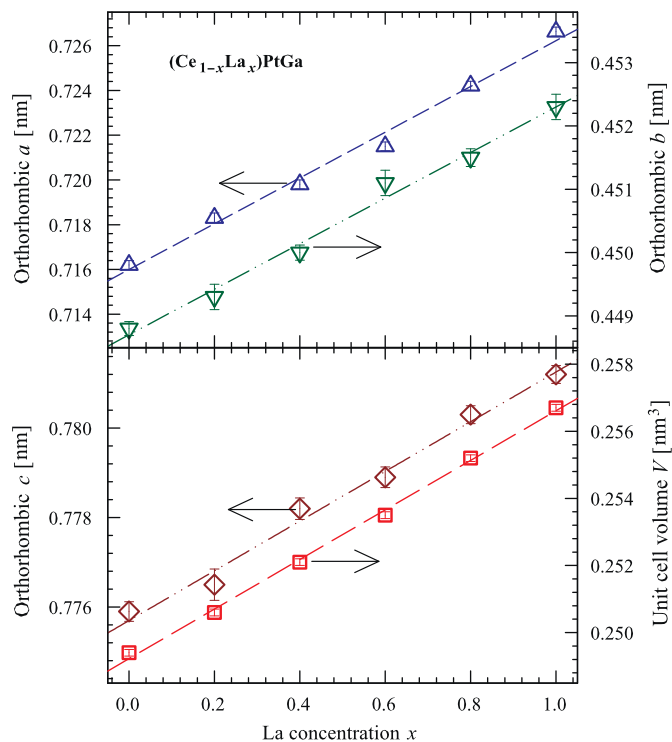 (Ce1−xLax)PtGa
Orthorhombic a [nm]
0.726
0.724
0.722
0.720
0.718
0.716
0.714
Orthorhombic b [nm]
0.453
0.452
0.451
0.450
0.449
Orthorhombic c [nm]
0.780
0.778
0.776
Unit cell volume V [nm3]
0.258
0.256
0.254
0.252
0.250
0.0 0.2 0.4 0.6 0.8 1.0
La concentration x